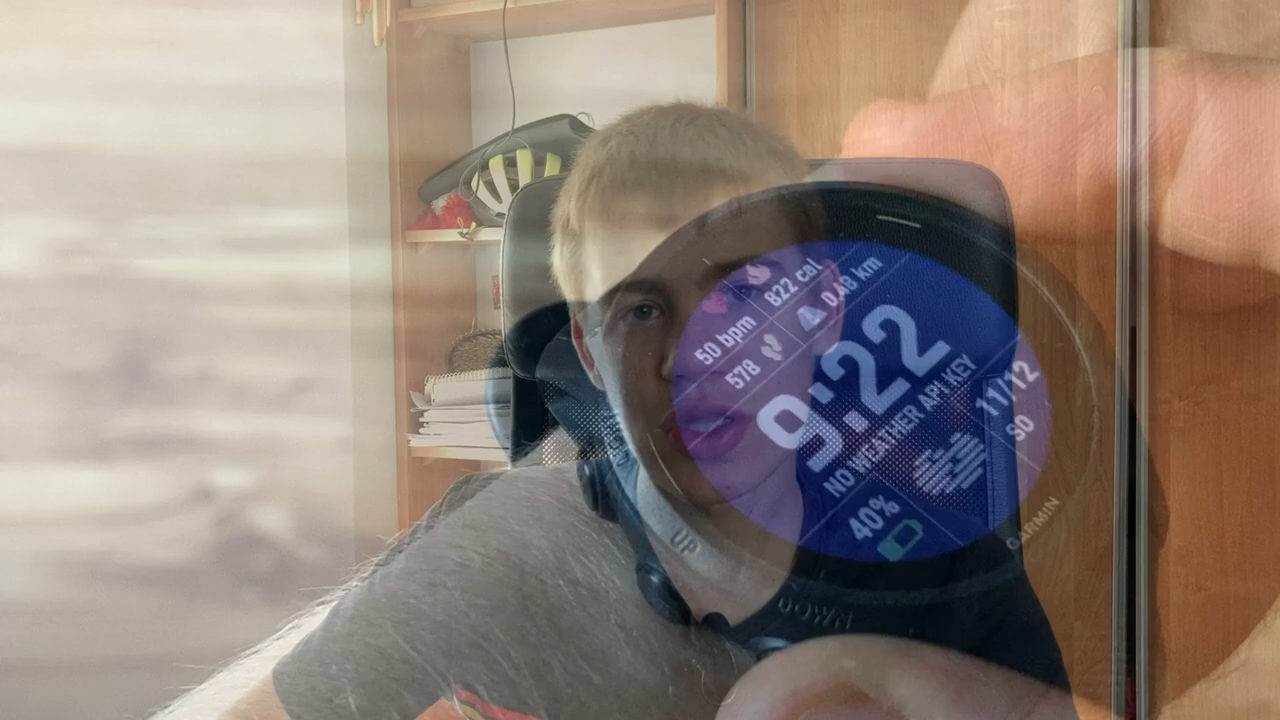 822 cal
0,48 km
50 bpm
578
9:22
NO WEATHER API KEY
11/12
SO
40%
GARMIN
UP